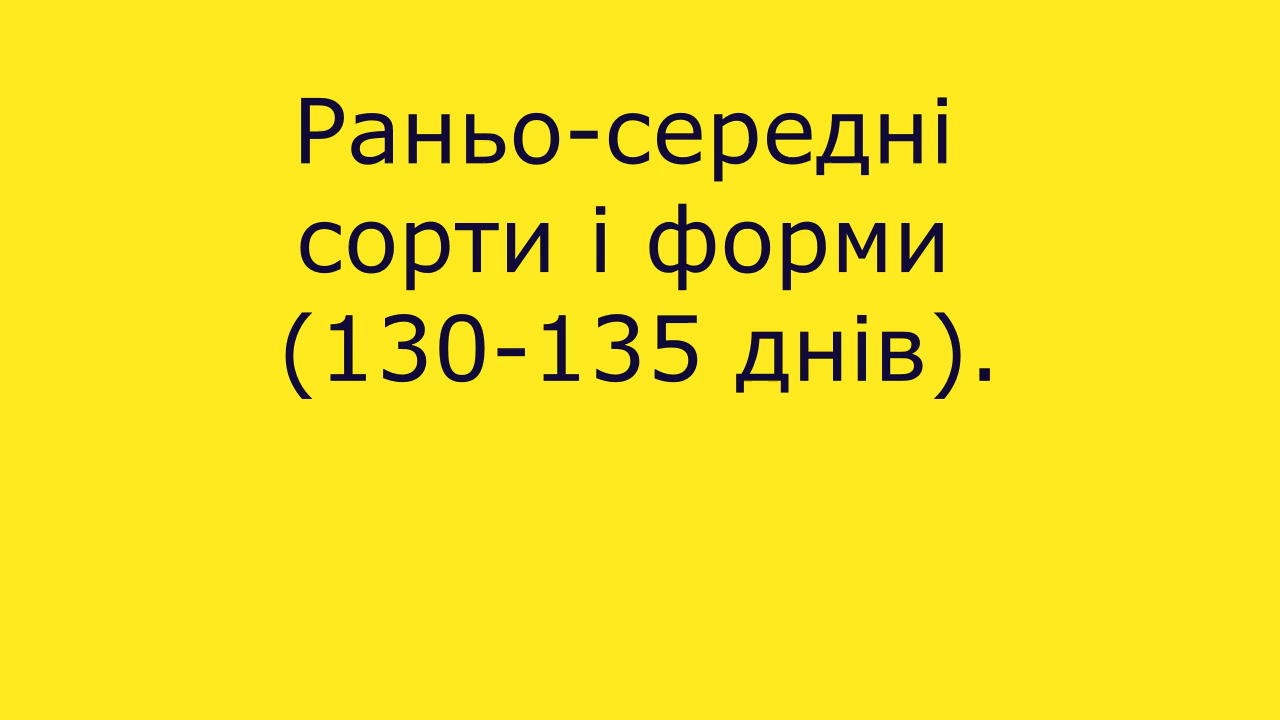 Раньо-середні
сорти і форми
(130-135 днів).